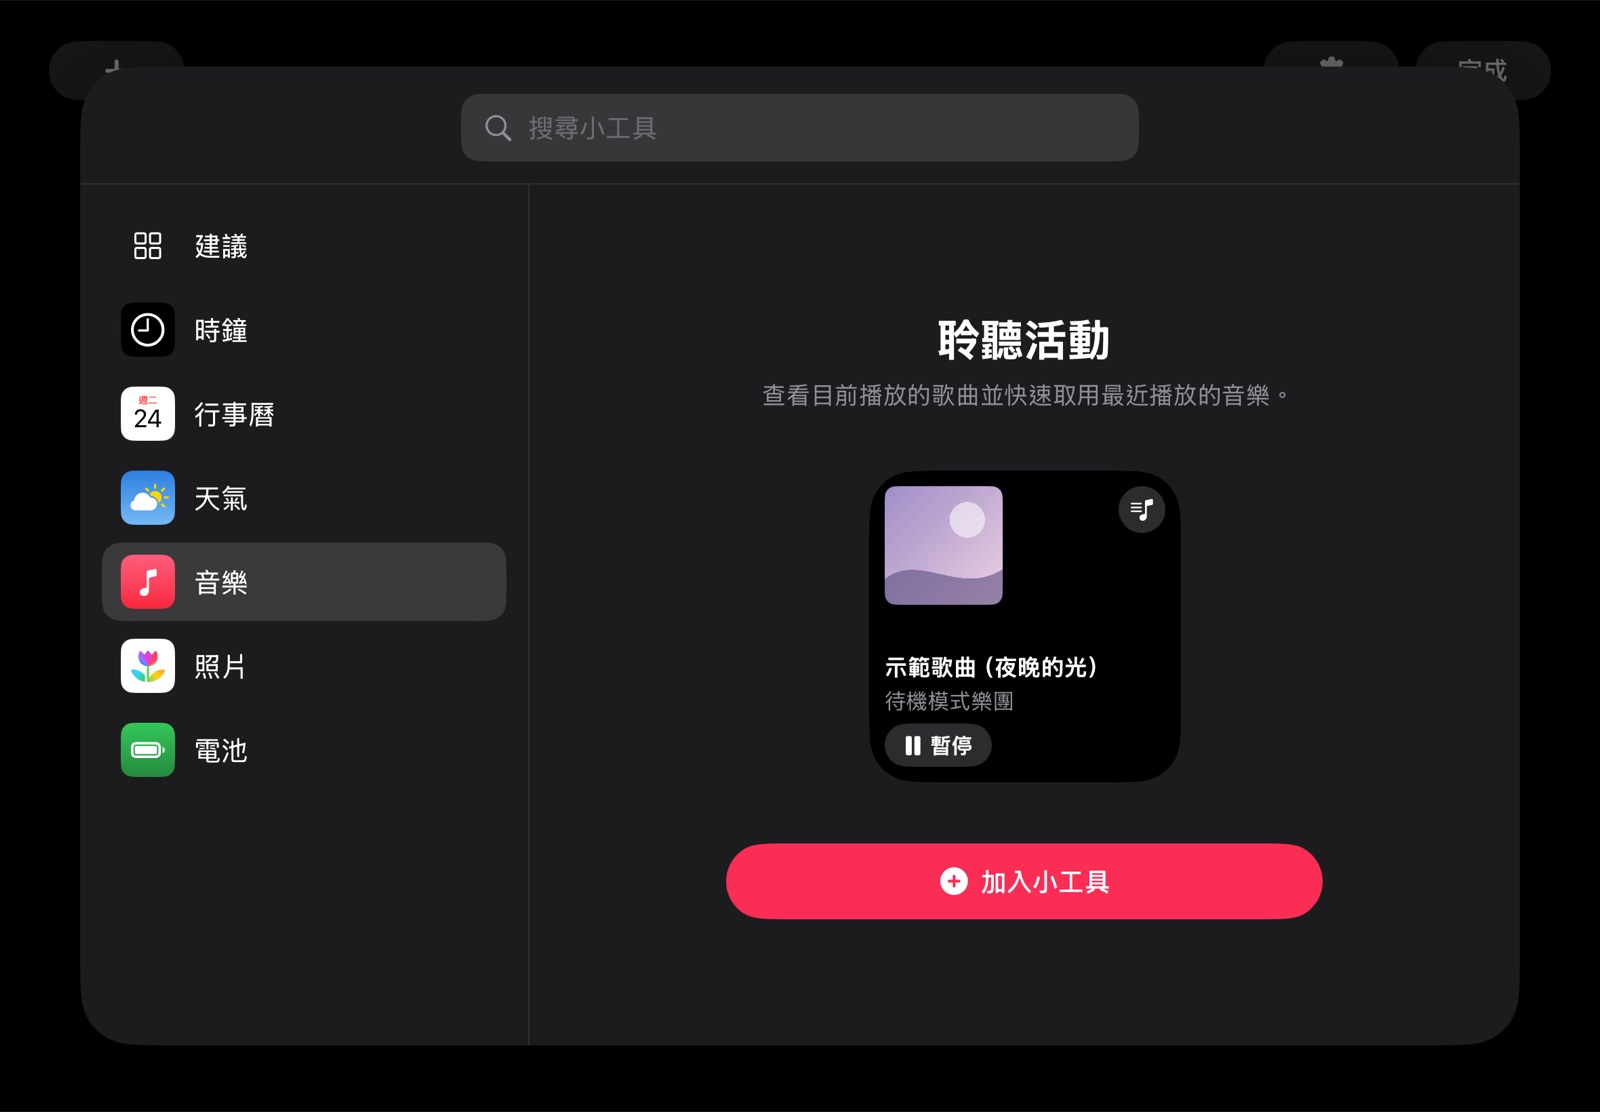 完成
搜尋小工具
建議
時鐘
週二
24
行事曆
天氣
音樂
照片
電池
聆聽活動
查看目前播放的歌曲並快速取用最近播放的音樂。
示範歌曲（夜晚的光）
待機模式樂團
暫停
加入小工具